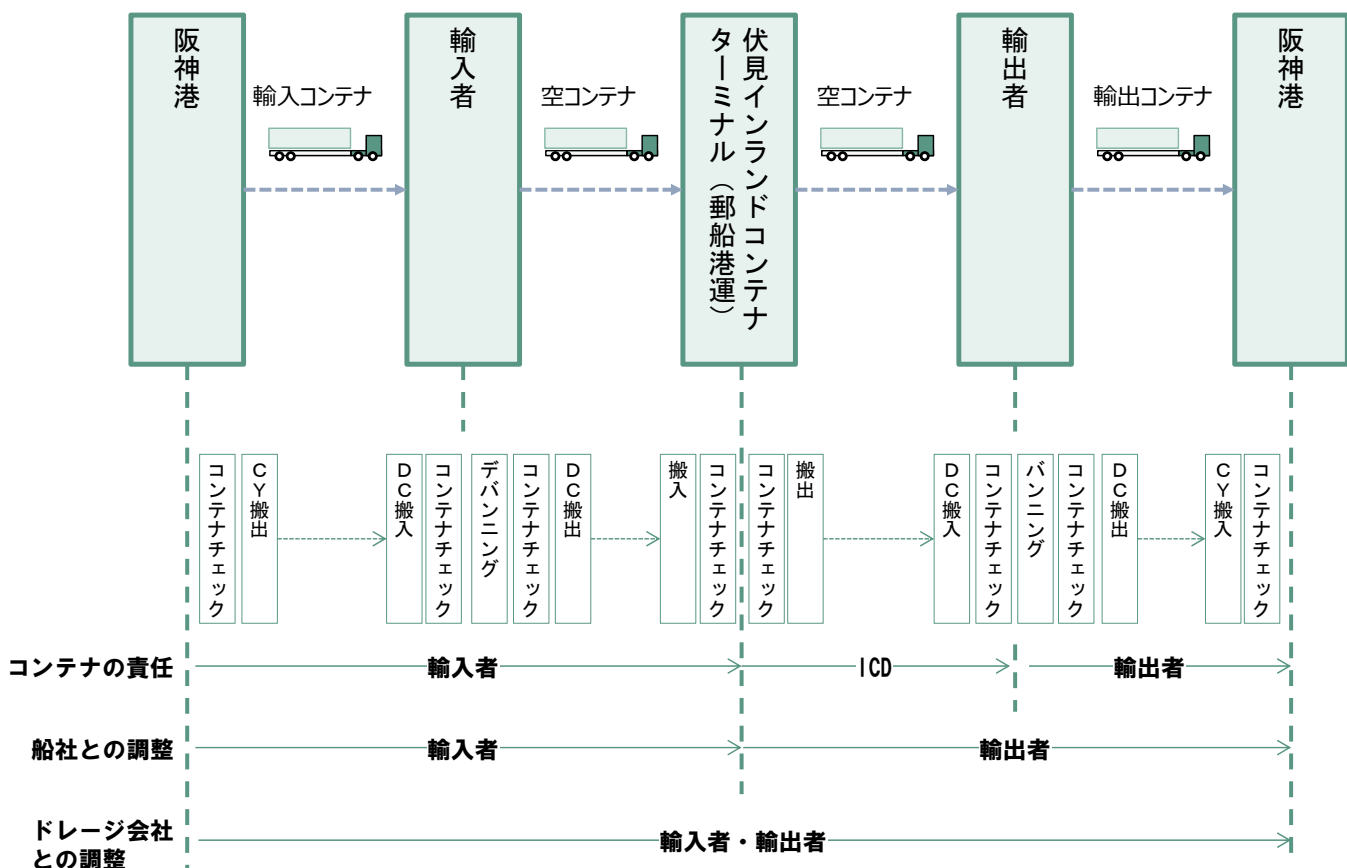 阪神港
輸入コンテナ
輸入者
空コンテナ
伏見インランドコンテナ
ターミナル（郵船港運）
空コンテナ
輸出者
輸出コンテナ
阪神港
コンテナチェック
ＣＹ搬出
ＤＣ搬入
コンテナチェック
デバンニング
コンテナチェック
ＤＣ搬出
搬入
コンテナチェック
コンテナチェック
搬出
ＤＣ搬入
コンテナチェック
バンニング
コンテナチェック
ＤＣ搬出
ＣＹ搬入
コンテナチェック
コンテナの責任
輸入者
ICD
輸出者
船社との調整
輸入者
輸出者
ドレージ会社
との調整
輸入者・輸出者